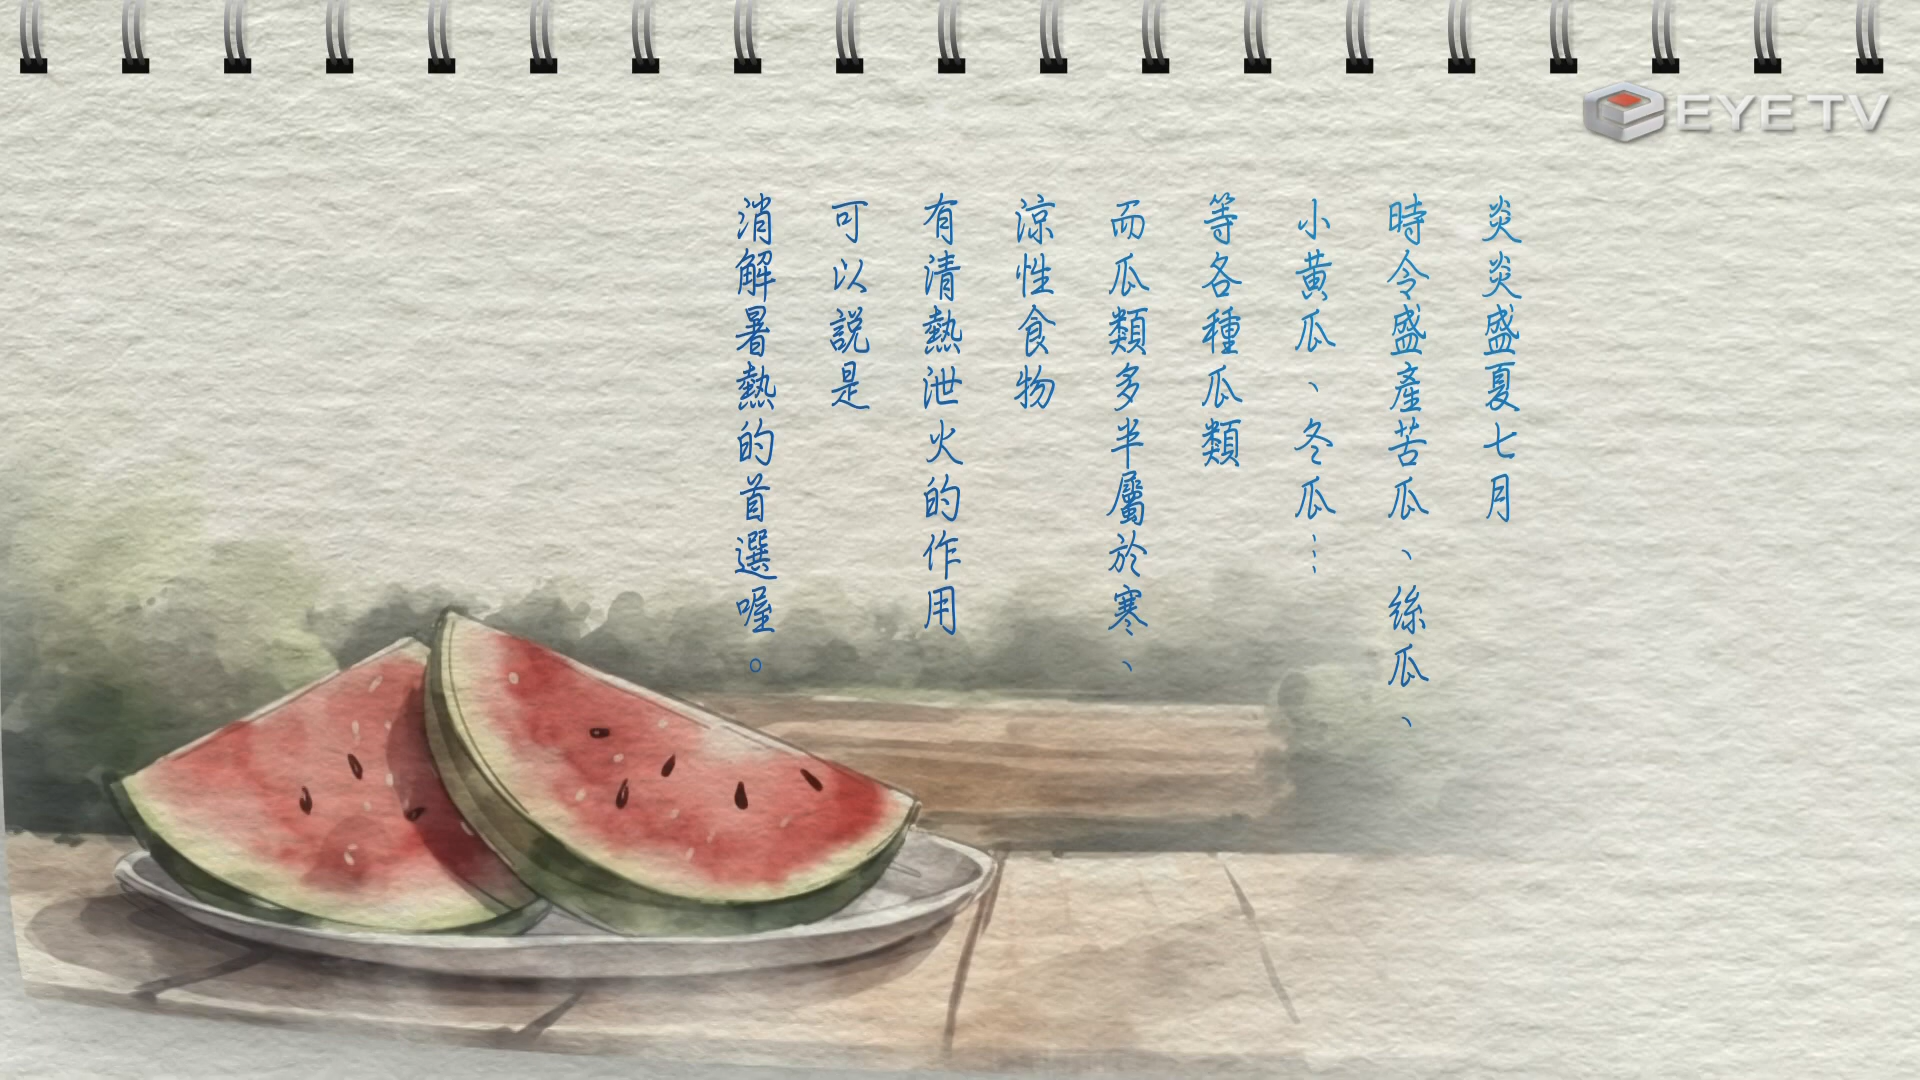 EYE TV
炎炎盛夏七月
時令盛產苦瓜、絲瓜、
小黃瓜、冬瓜…
等各種瓜類
而瓜類多半屬於寒、
涼性食物
有清熱泄火的作用
可以說是
消解暑熱的首選喔。